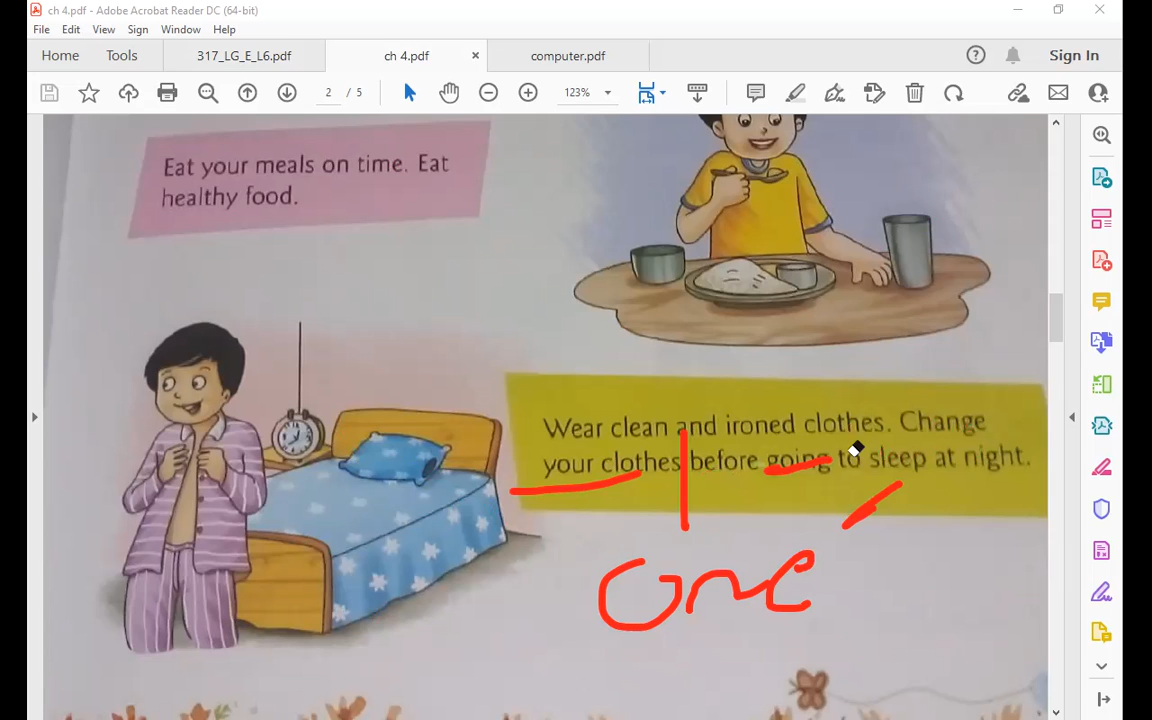 ch 4.pdf - Adobe Acrobat Reader DC (64-bit)
File Edit View Sign Window Help
Home Tools 317_LG_E_L6.pdf ch 4.pdf × computer.pdf Sign In
2 / 5 123%
Eat your meals on time. Eat
healthy food.
Wear clean and ironed clothes. Change
your clothes before going to sleep at night.
one